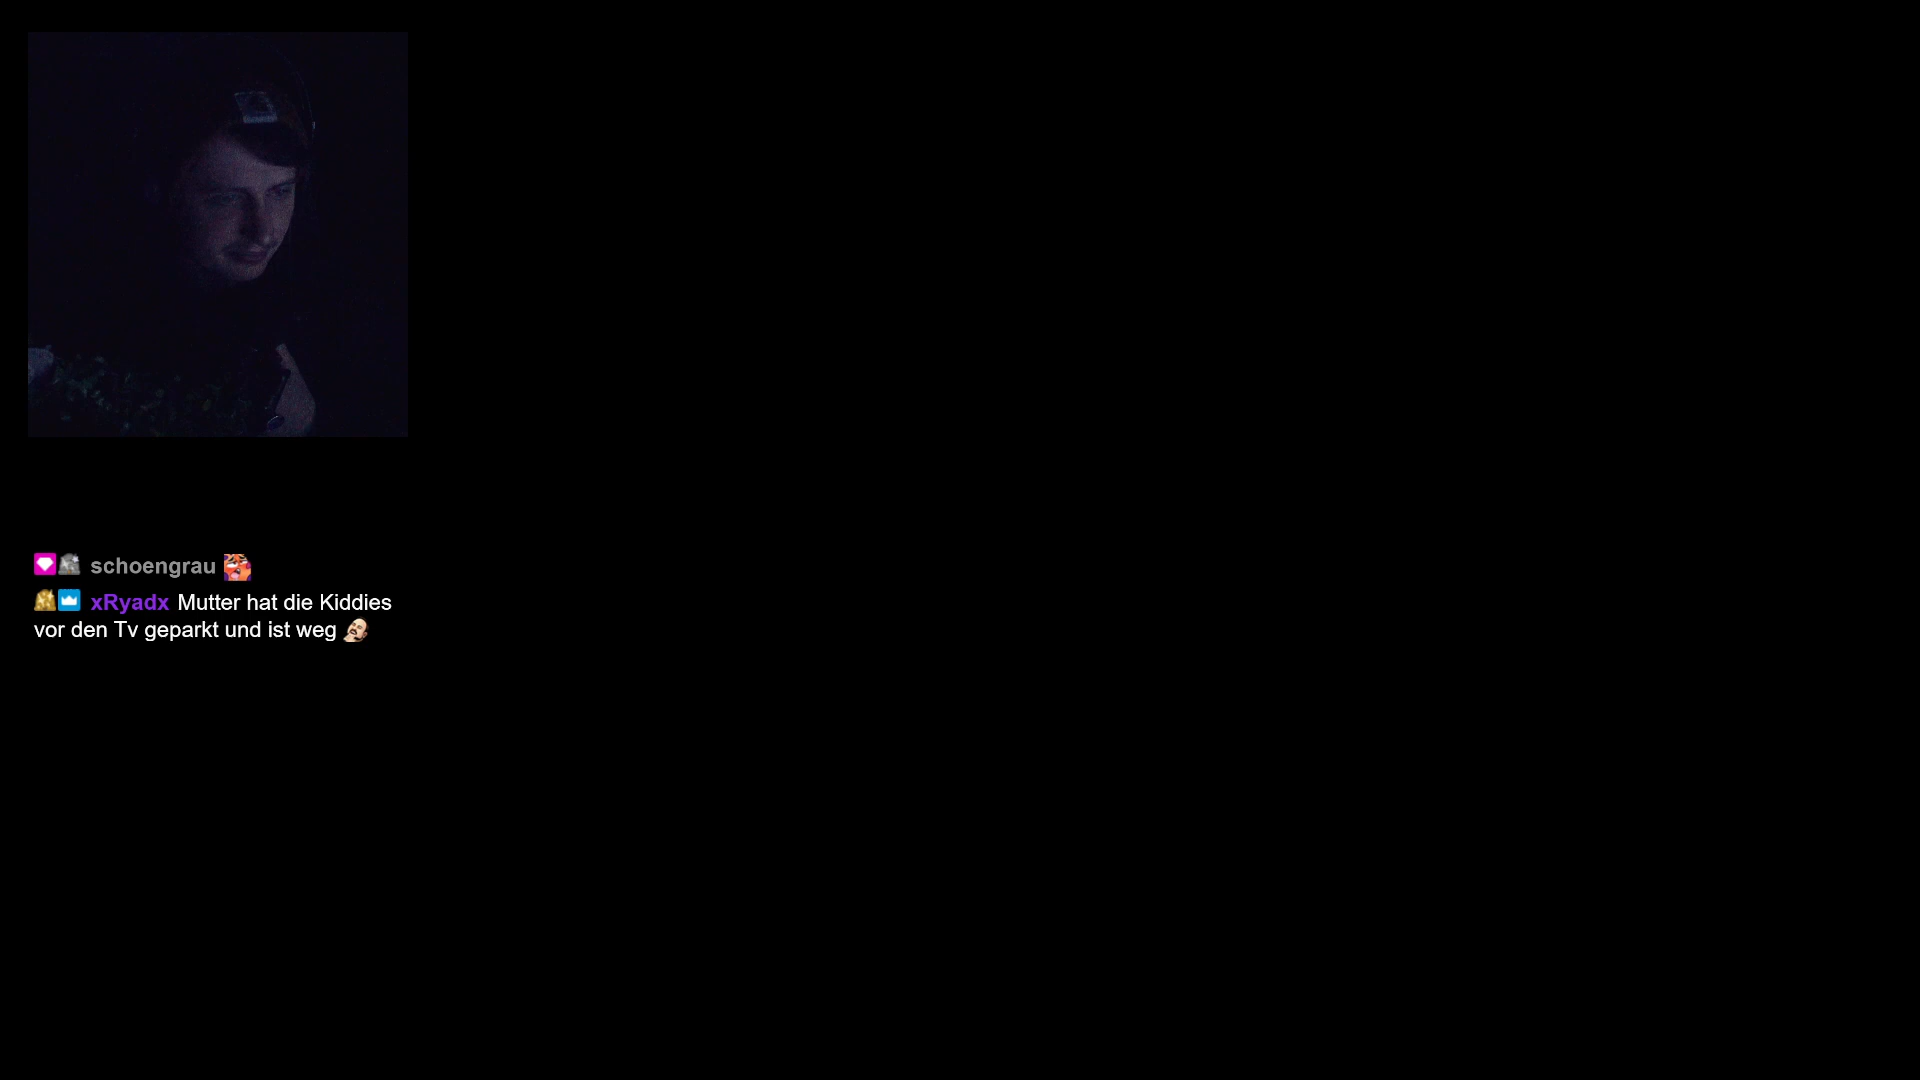 schoengrau
xRyadx Mutter hat die Kiddies
vor den Tv geparkt und ist weg